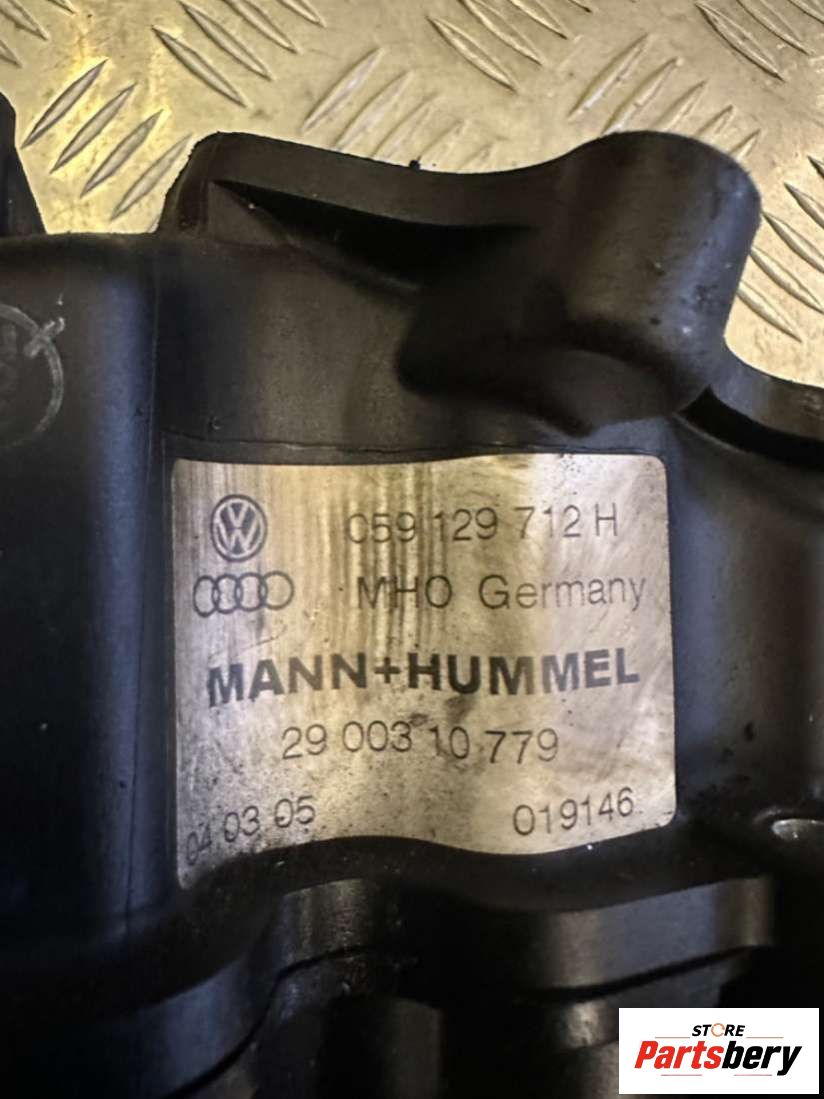 059 129 712 H
MHO Germany
MANN+HUMMEL
29 003 10 779
04 03 05 019146
STORE
Partsbery